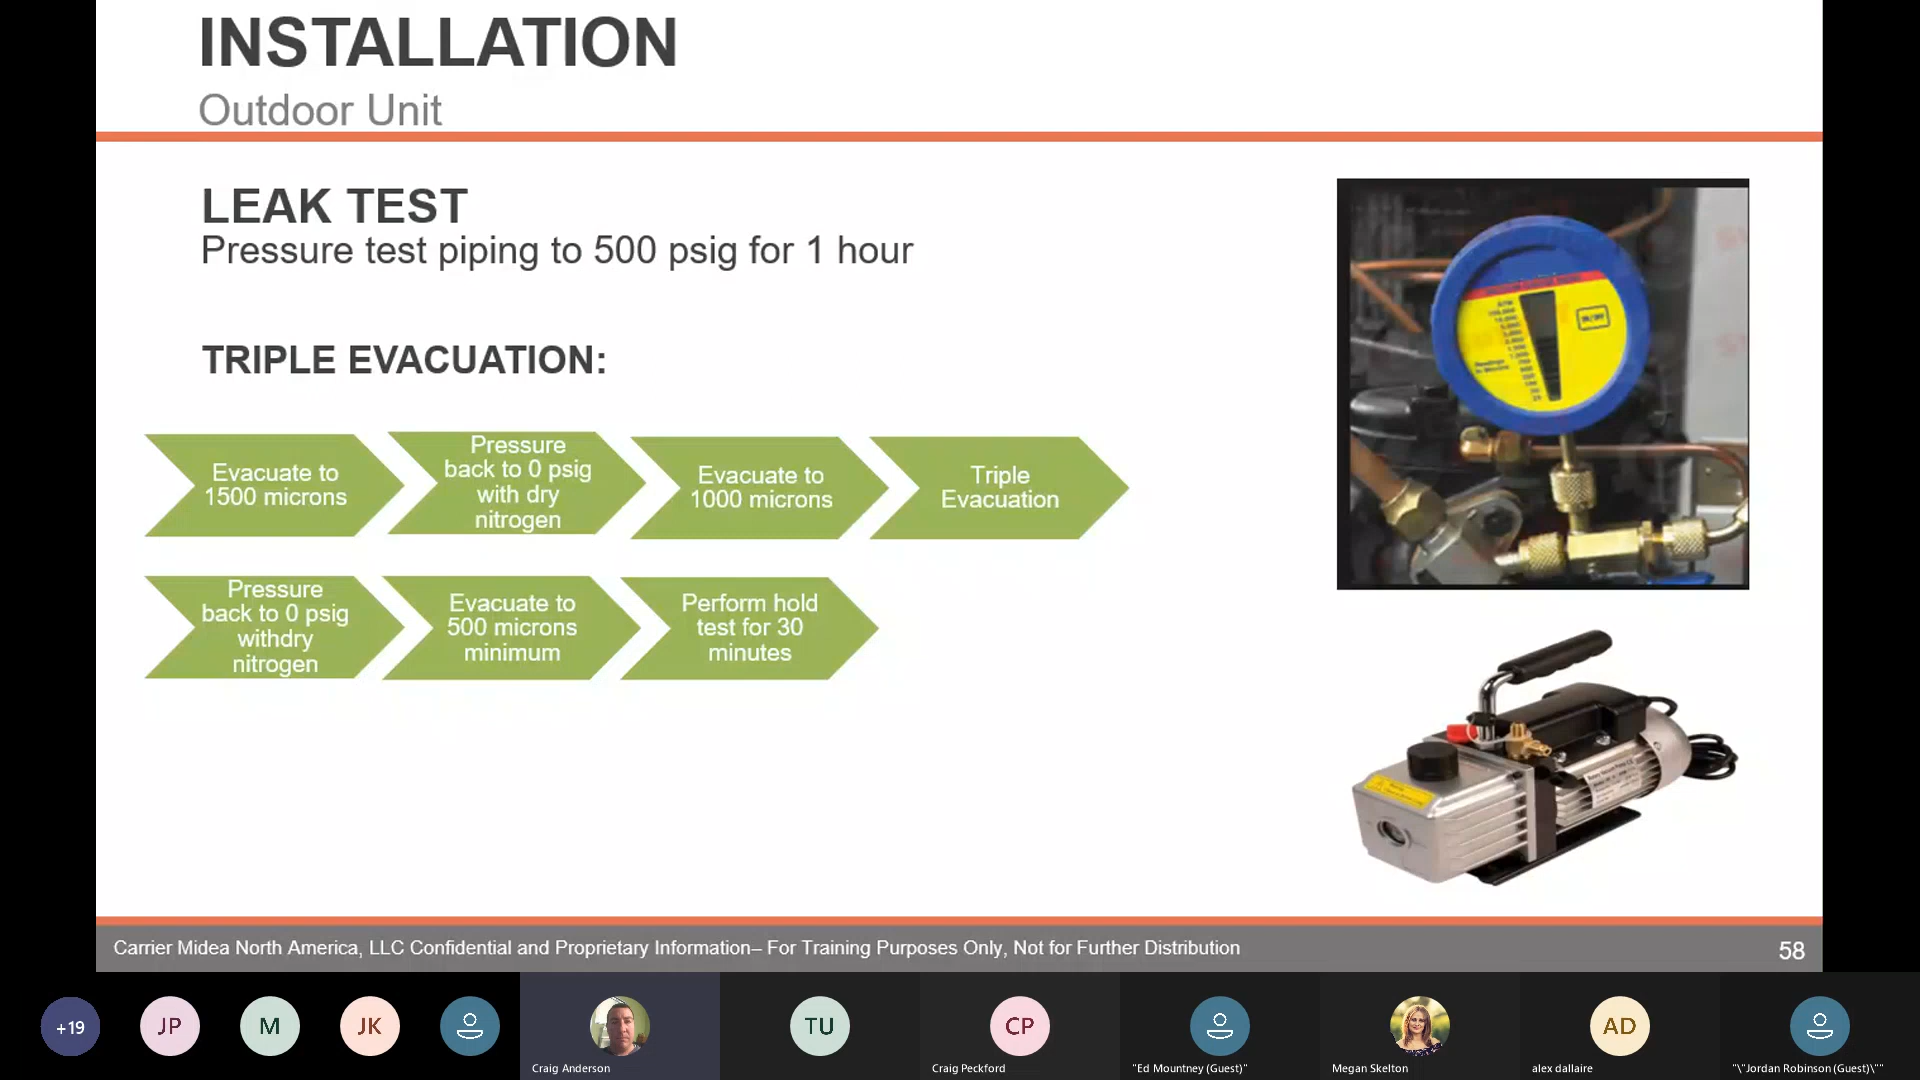 INSTALLATION
Outdoor Unit
LEAK TEST
Pressure test piping to 500 psig for 1 hour
TRIPLE EVACUATION:
Evacuate to
1500 microns
Pressure
back to 0 psig
with dry
nitrogen
Evacuate to
1000 microns
Triple
Evacuation
Pressure
back to 0 psig
withdry
nitrogen
Evacuate to
500 microns
minimum
Perform hold
test for 30
minutes
Carrier Midea North America, LLC Confidential and Proprietary Information– For Training Purposes Only, Not for Further Distribution
58
+19
JP
M
JK
Craig Anderson
TU
CP
Craig Peckford
"Ed Mountney (Guest)"
Megan Skelton
AD
alex dallaire
"\"Jordan Robinson (Guest)\""